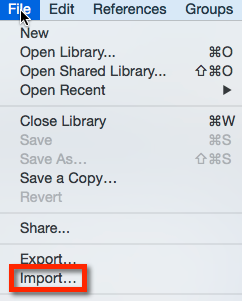 File Edit References Groups
New
Open Library... ⌘O
Open Shared Library... ⇧⌘O
Open Recent ▶
Close Library ⌘W
Save ⌘S
Save As... ⇧⌘S
Save a Copy...
Revert
Share...
Export...
Import...